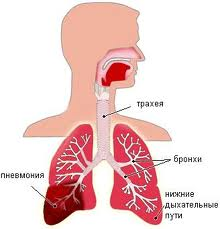 трахея
бронхи
пневмония
нижние
дыхательные
пути